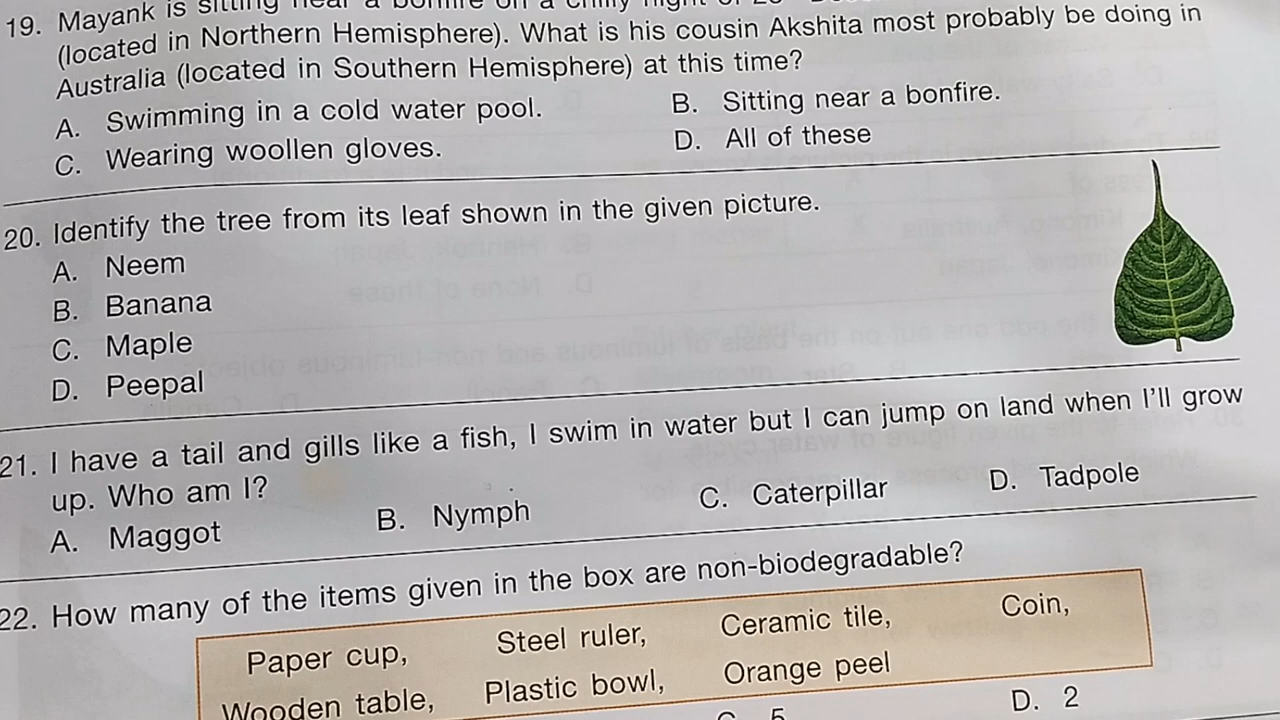 19. Mayank is sitting near a bonfire on a chilly night of
(located in Northern Hemisphere). What is his cousin Akshita most probably be doing in
Australia (located in Southern Hemisphere) at this time?
A. Swimming in a cold water pool. B. Sitting near a bonfire.
C. Wearing woollen gloves. D. All of these
20. Identify the tree from its leaf shown in the given picture.
A. Neem
B. Banana
C. Maple
D. Peepal
21. I have a tail and gills like a fish, I swim in water but I can jump on land when I'll grow
up. Who am I?
A. Maggot B. Nymph C. Caterpillar D. Tadpole
22. How many of the items given in the box are non-biodegradable?
Paper cup, Steel ruler, Ceramic tile, Coin,
Wooden table, Plastic bowl, Orange peel
C. 5 D. 2